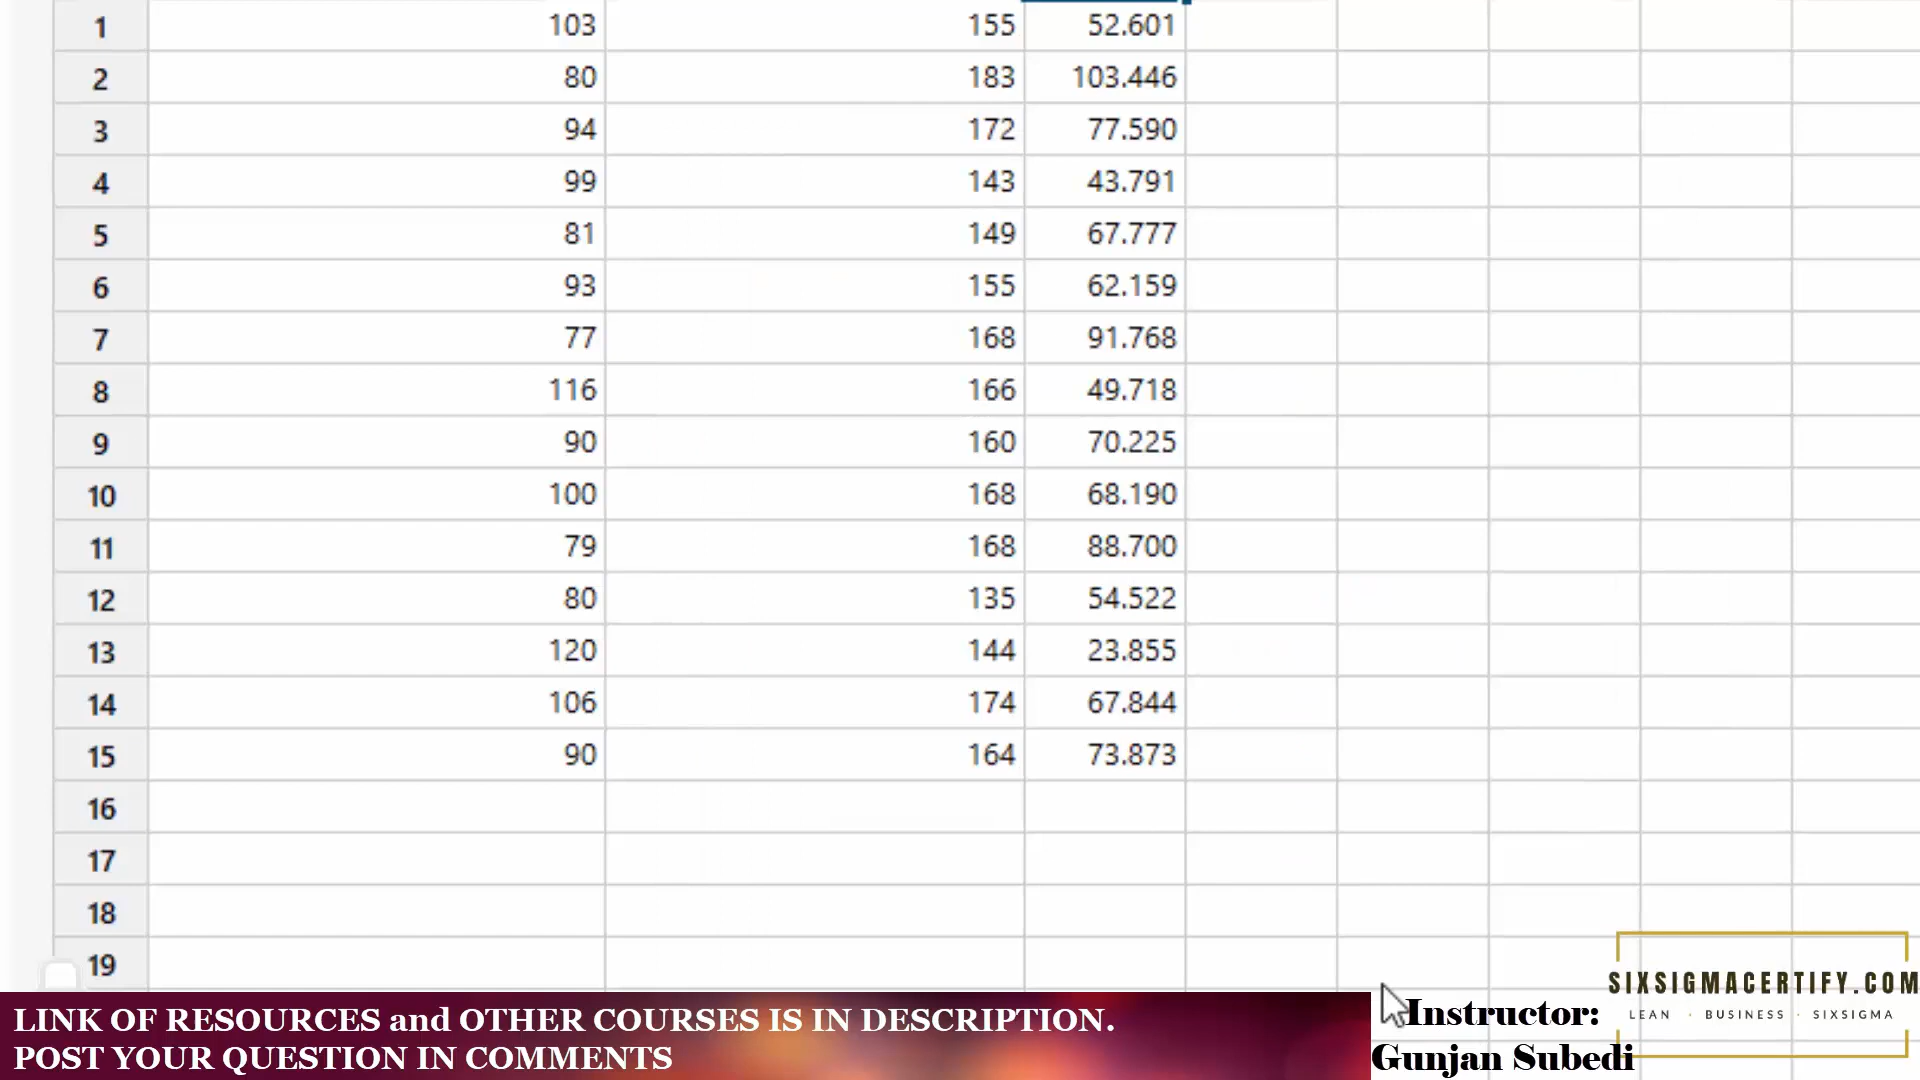 1 103 155 52.601
2 80 183 103.446
3 94 172 77.590
4 99 143 43.791
5 81 149 67.777
6 93 155 62.159
7 77 168 91.768
8 116 166 49.718
9 90 160 70.225
10 100 168 68.190
11 79 168 88.700
12 80 135 54.522
13 120 144 23.855
14 106 174 67.844
15 90 164 73.873
16
17
18
19
SIXSIGMACERTIFY.COM
LEAN · BUSINESS · SIXSIGMA
LINK OF RESOURCES and OTHER COURSES IS IN DESCRIPTION.
POST YOUR QUESTION IN COMMENTS
Instructor:
Gunjan Subedi